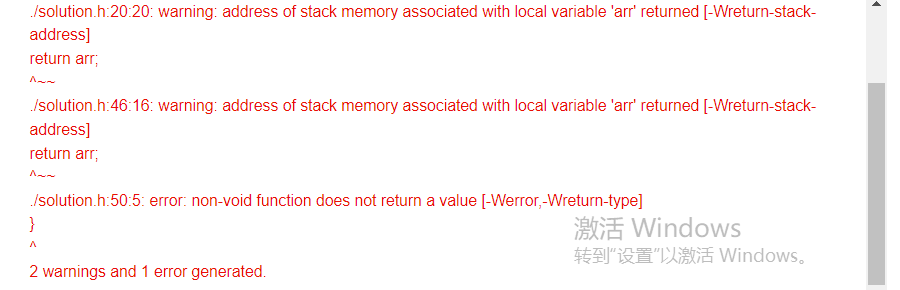 ./solution.h:20:20: warning: address of stack memory associated with local variable 'arr' returned [-Wreturn-stack-
address]
return arr;
^~~
./solution.h:46:16: warning: address of stack memory associated with local variable 'arr' returned [-Wreturn-stack-
address]
return arr;
^~~
./solution.h:50:5: error: non-void function does not return a value [-Werror,-Wreturn-type]
}
^
2 warnings and 1 error generated.
激活 Windows
转到“设置”以激活 Windows。